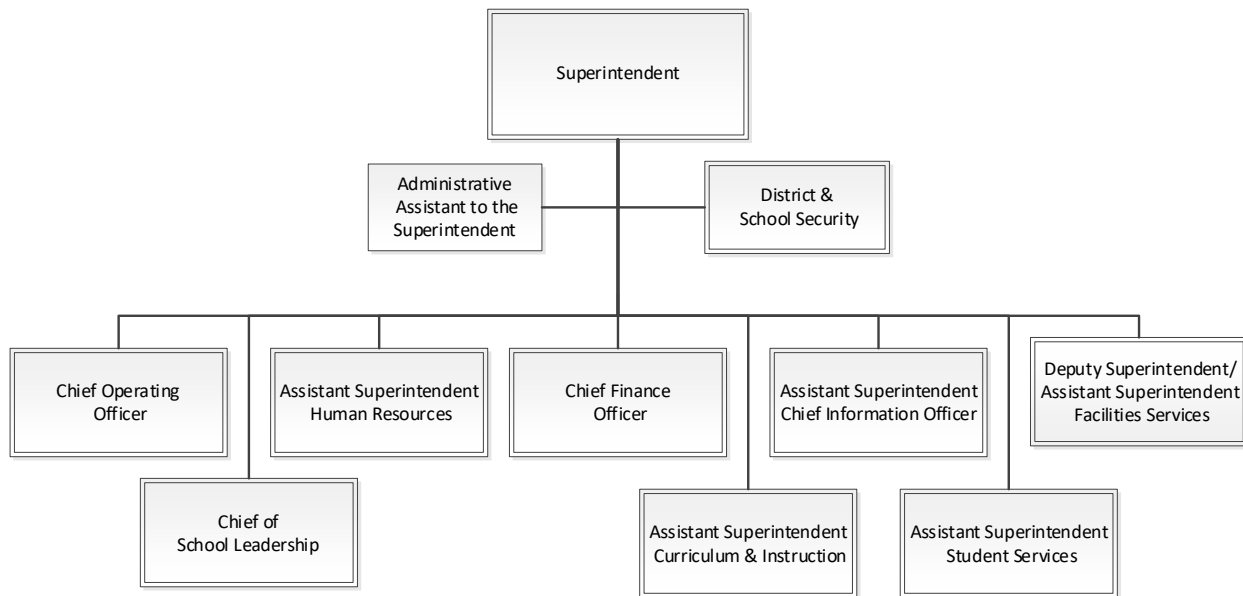 Superintendent
Administrative
Assistant to the
Superintendent
District &
School Security
Chief Operating
Officer
Assistant Superintendent
Human Resources
Chief Finance
Officer
Assistant Superintendent
Chief Information Officer
Deputy Superintendent/
Assistant Superintendent
Facilities Services
Chief of
School Leadership
Assistant Superintendent
Curriculum & Instruction
Assistant Superintendent
Student Services